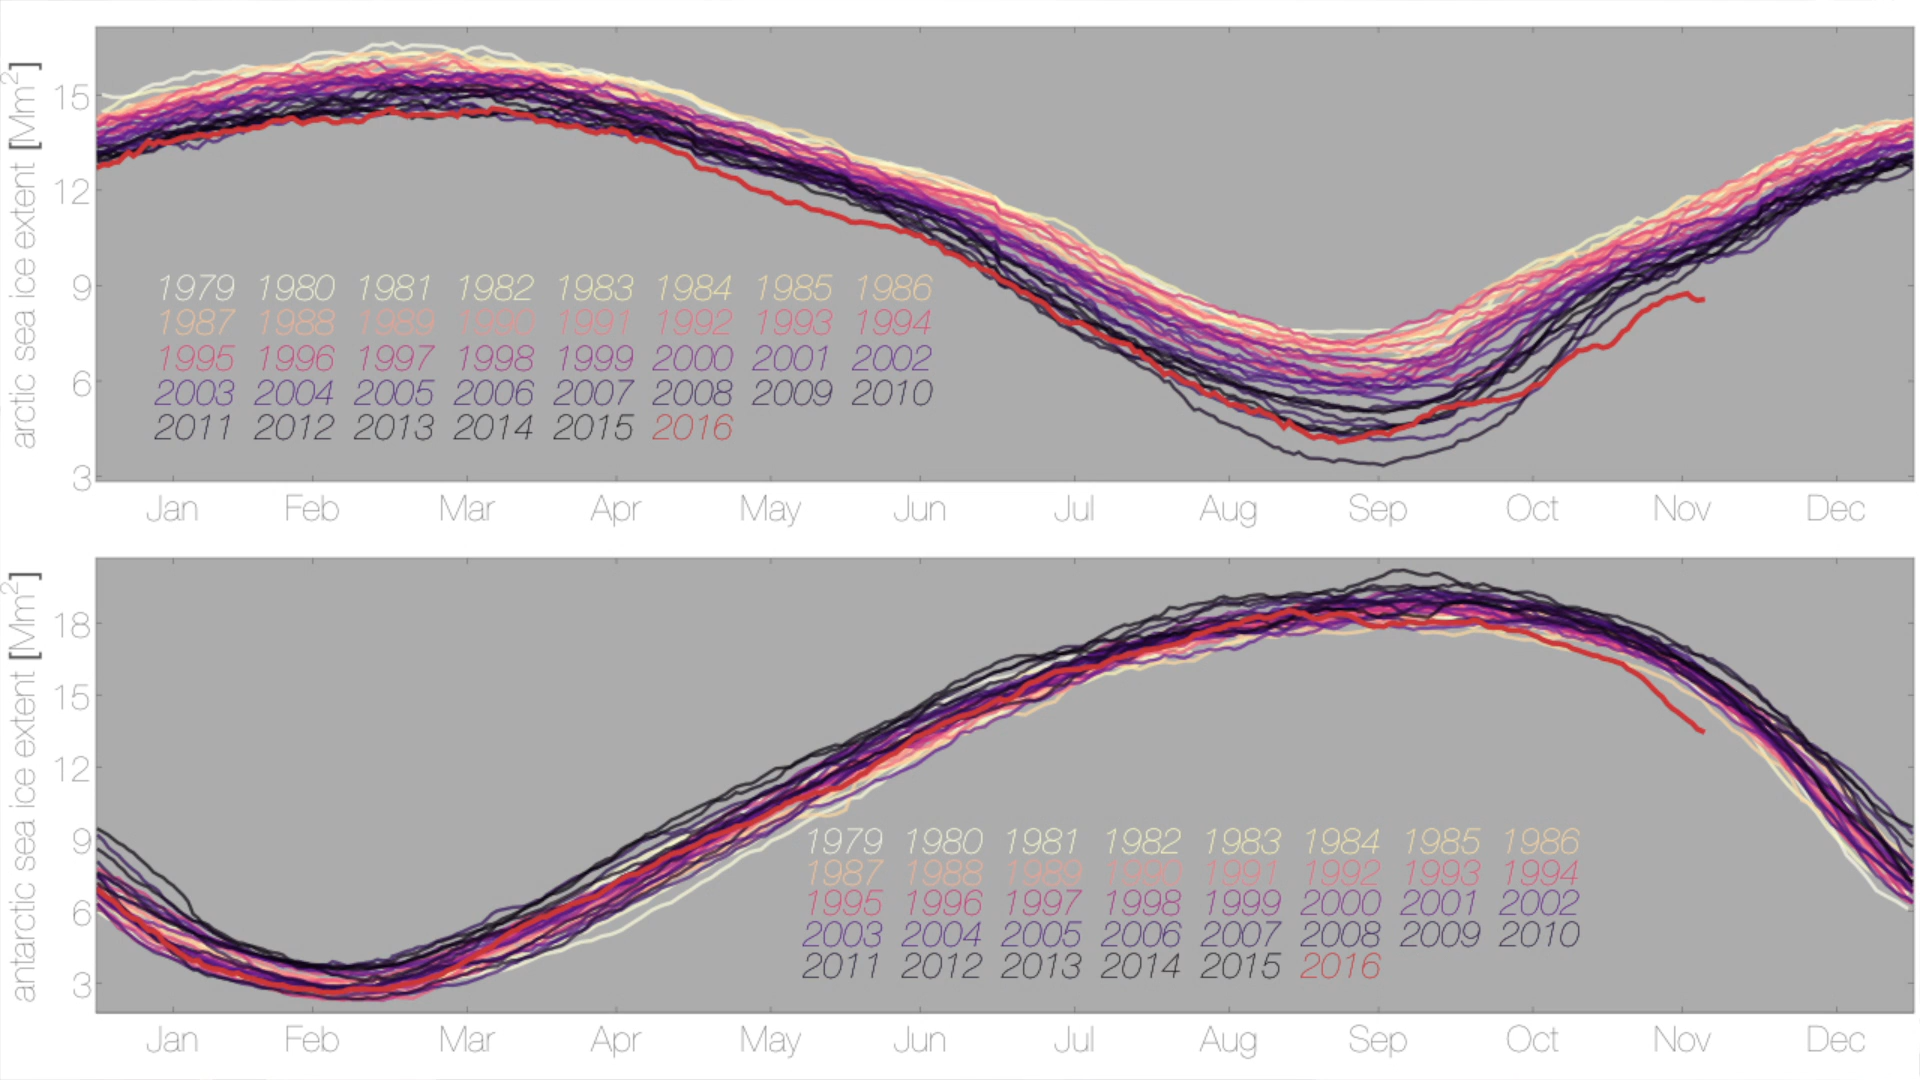 arctic sea ice extent [Mm²]
15
12
9
6
3
1979 1980 1981 1982 1983 1984 1985 1986
1987 1988 1989 1990 1991 1992 1993 1994
1995 1996 1997 1998 1999 2000 2001 2002
2003 2004 2005 2006 2007 2008 2009 2010
2011 2012 2013 2014 2015 2016
Jan Feb Mar Apr May Jun Jul Aug Sep Oct Nov Dec
antarctic sea ice extent [Mm²]
18
15
12
9
6
3
1979 1980 1981 1982 1983 1984 1985 1986
1987 1988 1989 1990 1991 1992 1993 1994
1995 1996 1997 1998 1999 2000 2001 2002
2003 2004 2005 2006 2007 2008 2009 2010
2011 2012 2013 2014 2015 2016
Jan Feb Mar Apr May Jun Jul Aug Sep Oct Nov Dec